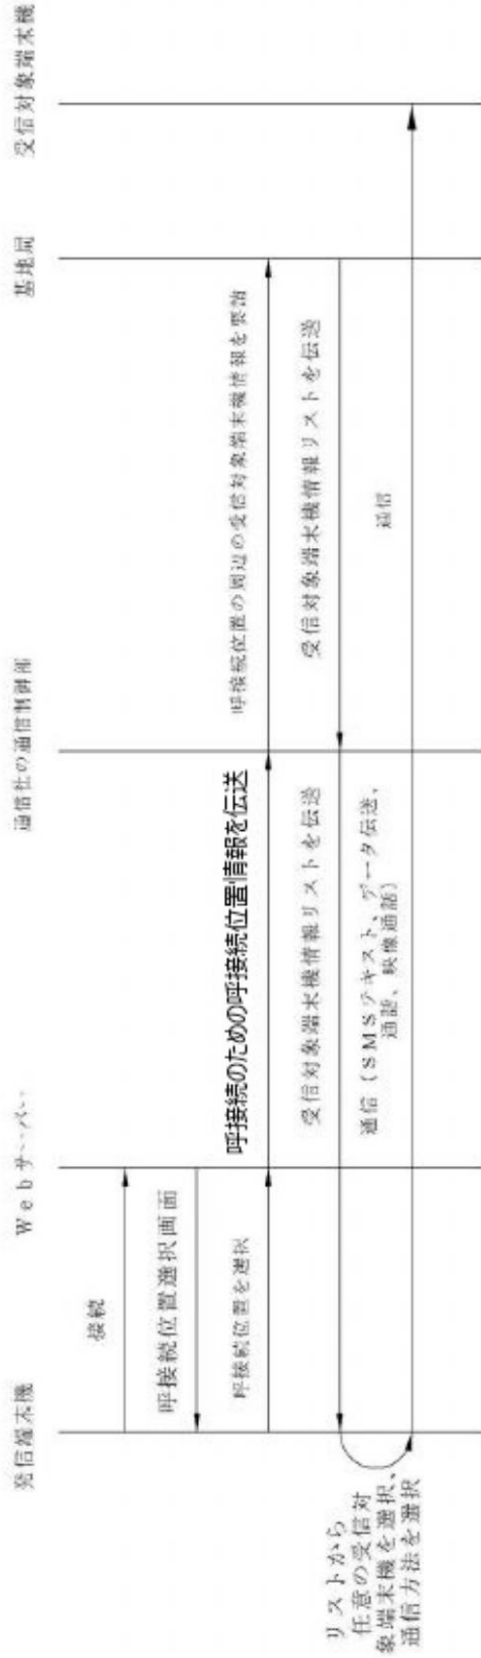 発信端末機
Webサーバー
通信社の通信制御部
基地局
受信対象端末機
接続
呼接続位置選択画面
呼接続位置を選択
呼接続のための呼接続位置情報を伝送
呼接続位置の周辺の受信対象端末機情報を要請
受信対象端末機情報リストを伝送
受信対象端末機情報リストを伝送
リストから
任意の受信対
象端末機を選択、
通信方法を選択
通信(SMSテキスト、データ伝送、
通話、映像通話)
通信